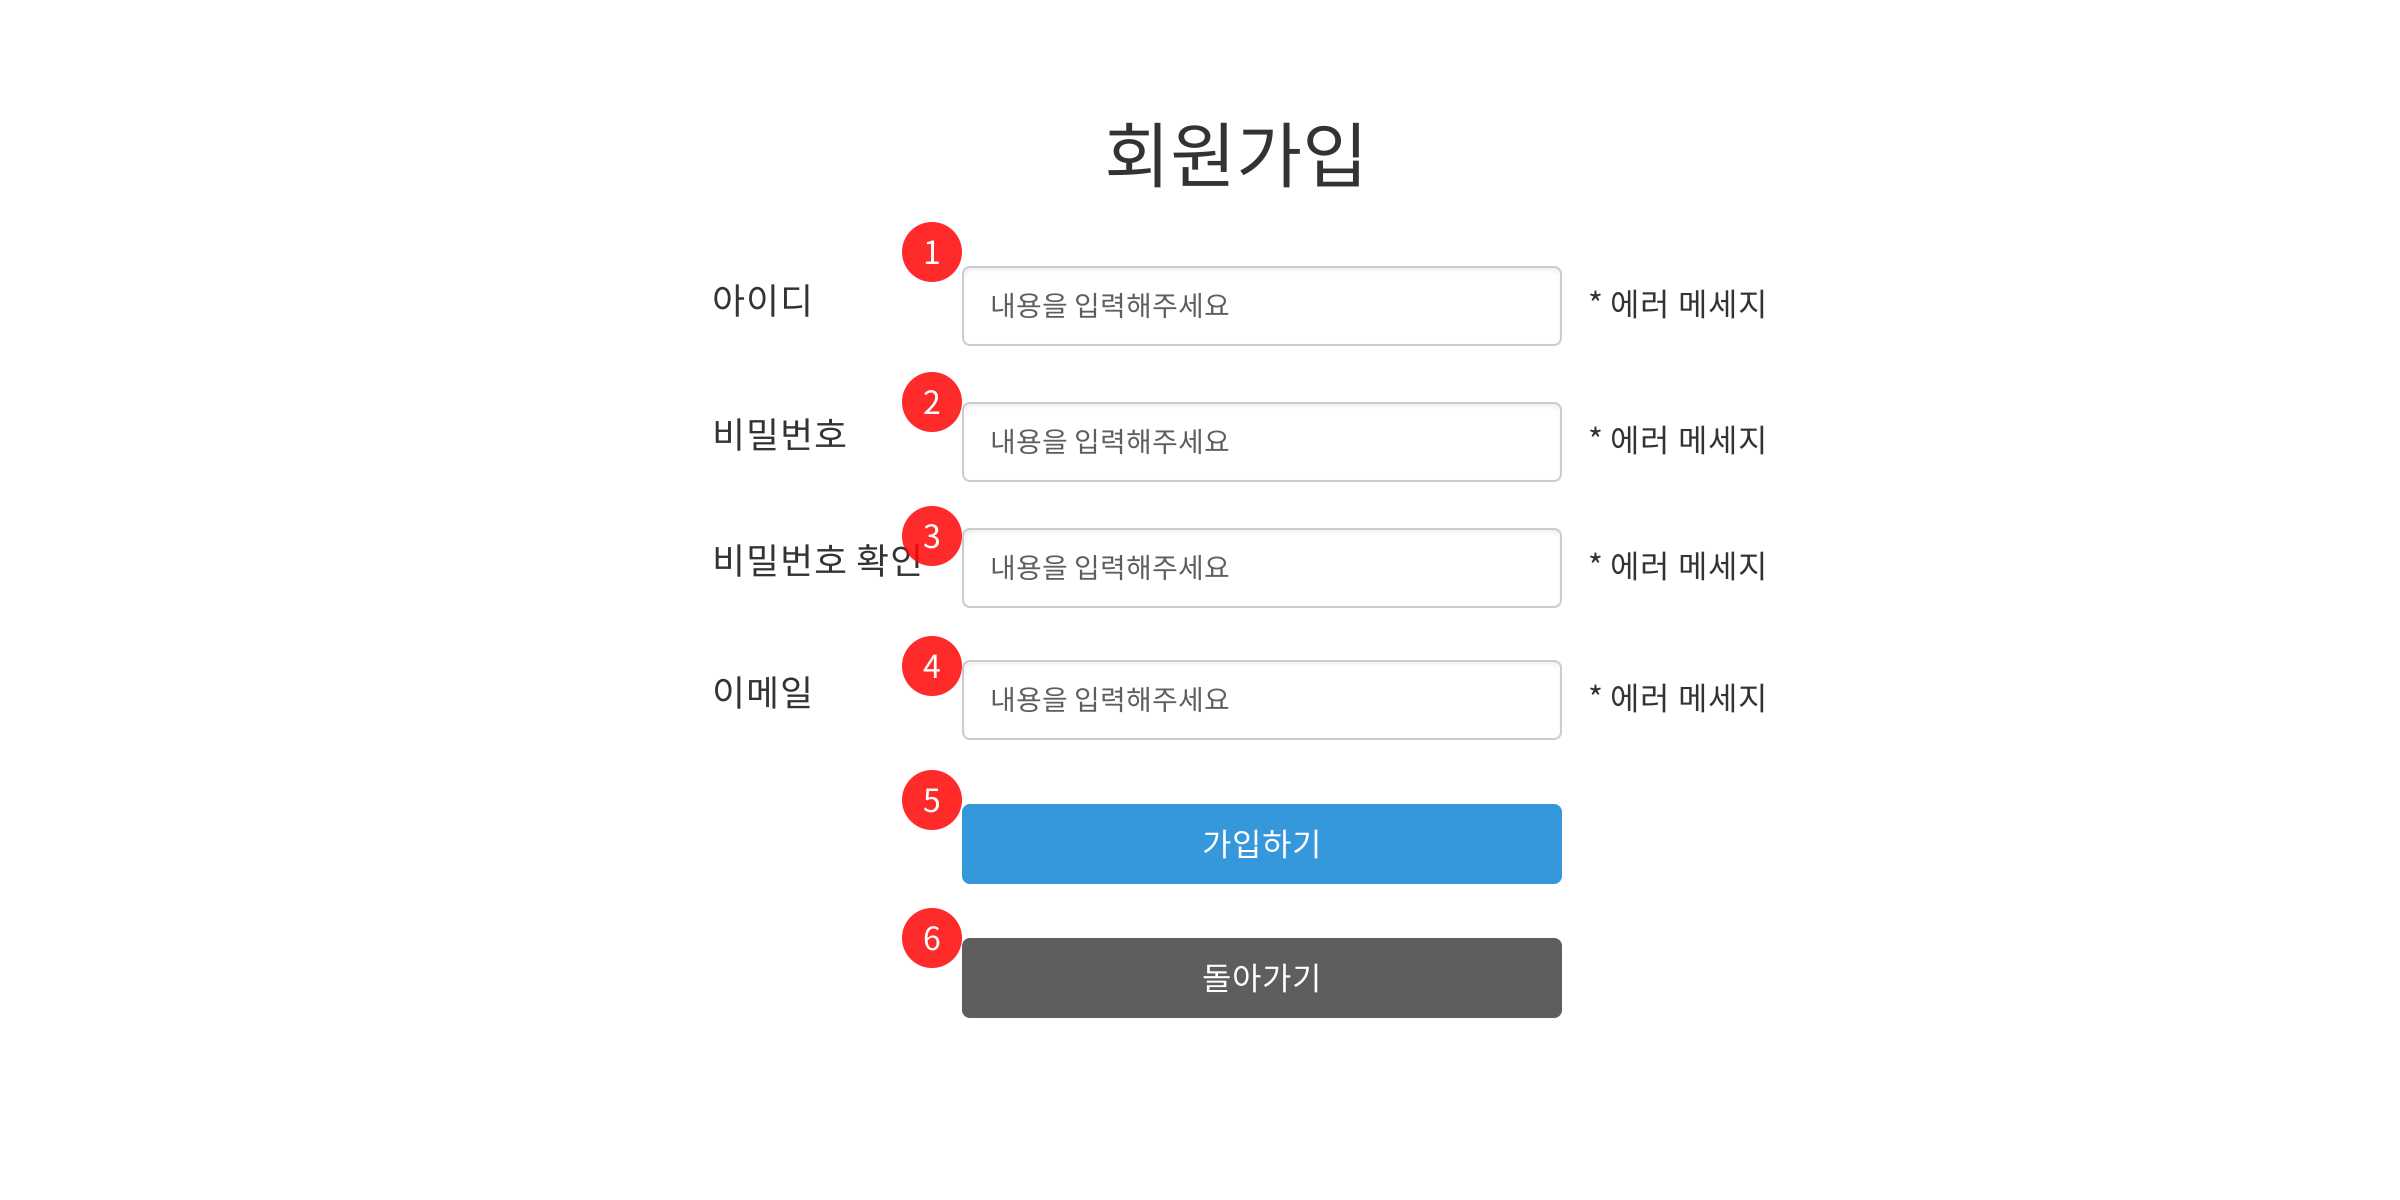 회원가입
1
아이디 내용을 입력해주세요 * 에러 메세지
2
비밀번호 내용을 입력해주세요 * 에러 메세지
3
비밀번호 확인 내용을 입력해주세요 * 에러 메세지
4
이메일 내용을 입력해주세요 * 에러 메세지
5
가입하기
6
돌아가기